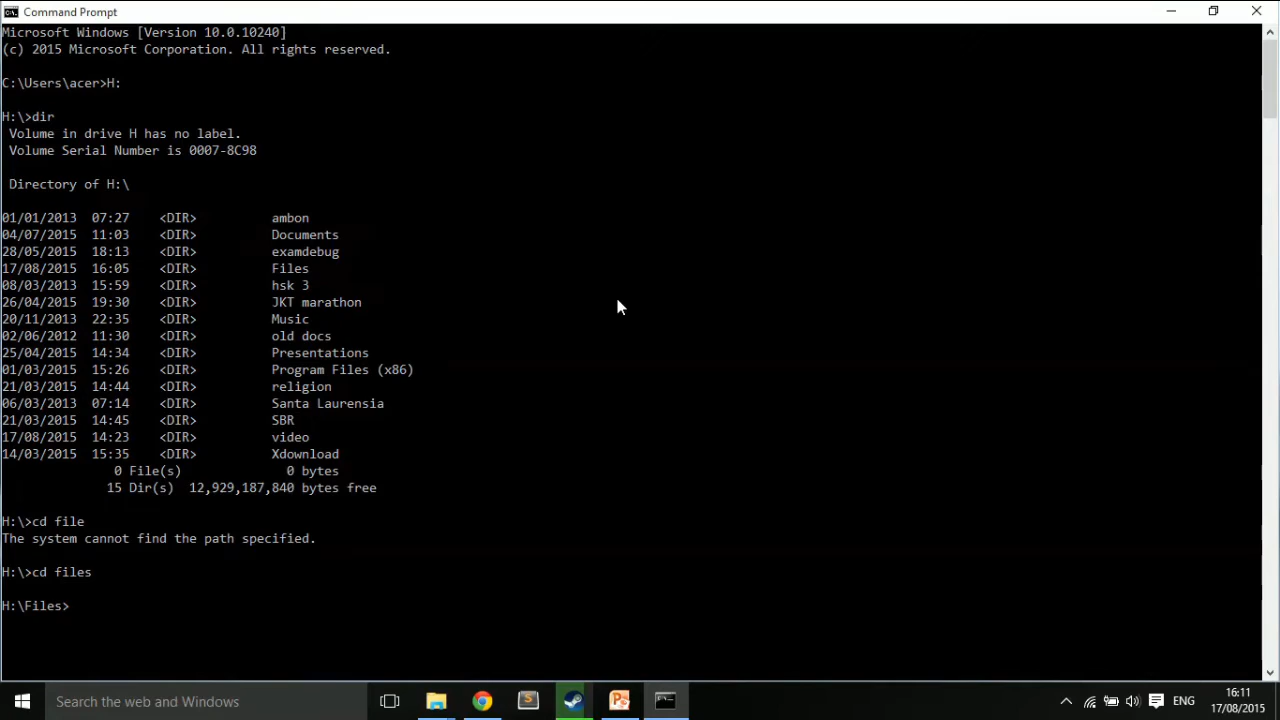 Command Prompt
Microsoft Windows [Version 10.0.10240]
(c) 2015 Microsoft Corporation. All rights reserved.
C:\Users\acer>H:
H:\>dir
 Volume in drive H has no label.
 Volume Serial Number is 0007-8C98
 Directory of H:\
01/01/2013  07:27    <DIR>          ambon
04/07/2015  11:03    <DIR>          Documents
28/05/2015  18:13    <DIR>          examdebug
17/08/2015  16:05    <DIR>          Files
08/03/2013  15:59    <DIR>          hsk 3
26/04/2015  19:30    <DIR>          JKT marathon
20/11/2013  22:35    <DIR>          Music
02/06/2012  11:30    <DIR>          old docs
25/04/2015  14:34    <DIR>          Presentations
01/03/2015  15:26    <DIR>          Program Files (x86)
21/03/2015  14:44    <DIR>          religion
06/03/2013  07:14    <DIR>          Santa Laurensia
21/03/2015  14:45    <DIR>          SBR
17/08/2015  14:23    <DIR>          video
14/03/2015  15:35    <DIR>          Xdownload
               0 File(s)              0 bytes
              15 Dir(s)  12,929,187,840 bytes free
H:\>cd file
The system cannot find the path specified.
H:\>cd files
H:\Files>
Search the web and Windows
ENG
16:11
17/08/2015